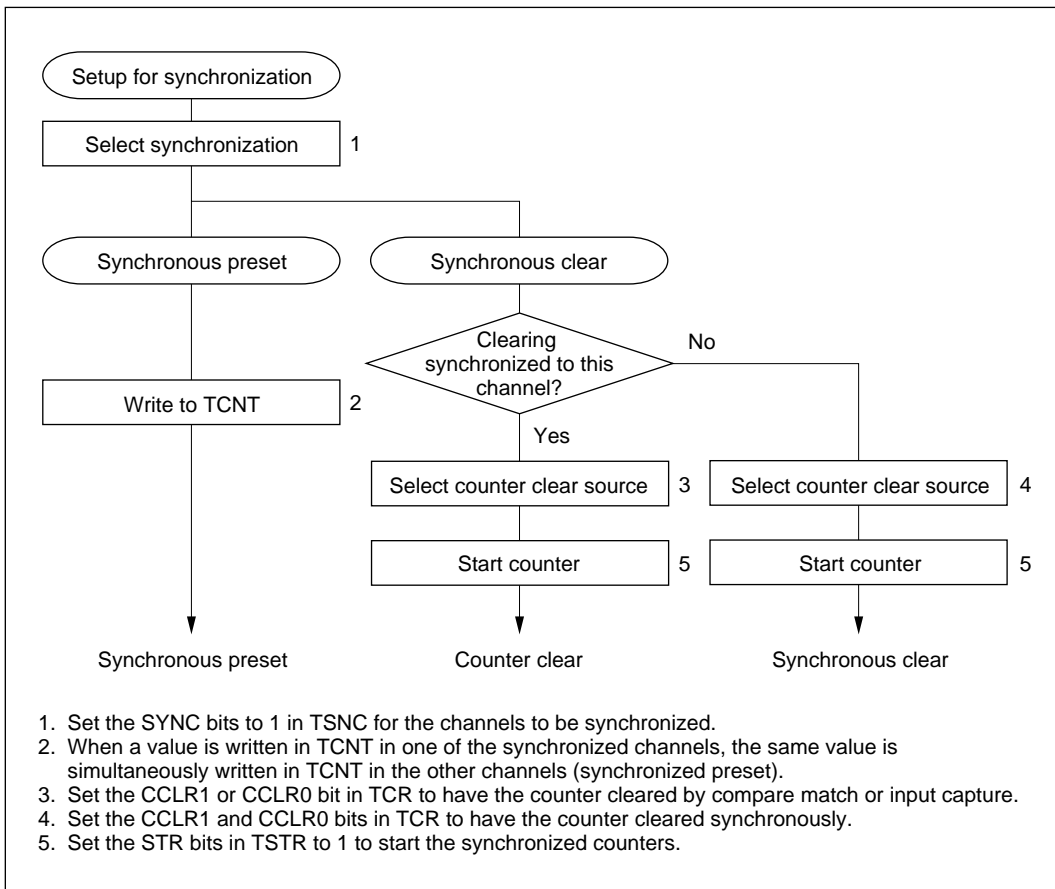 Setup for synchronization
Select synchronization 1
Synchronous preset
Synchronous clear
Clearing
synchronized to this
channel?
No
Write to TCNT 2
Yes
Select counter clear source 3
Select counter clear source 4
Start counter 5
Start counter 5
Synchronous preset
Counter clear
Synchronous clear
1. Set the SYNC bits to 1 in TSNC for the channels to be synchronized.
2. When a value is written in TCNT in one of the synchronized channels, the same value is
simultaneously written in TCNT in the other channels (synchronized preset).
3. Set the CCLR1 or CCLR0 bit in TCR to have the counter cleared by compare match or input capture.
4. Set the CCLR1 and CCLR0 bits in TCR to have the counter cleared synchronously.
5. Set the STR bits in TSTR to 1 to start the synchronized counters.